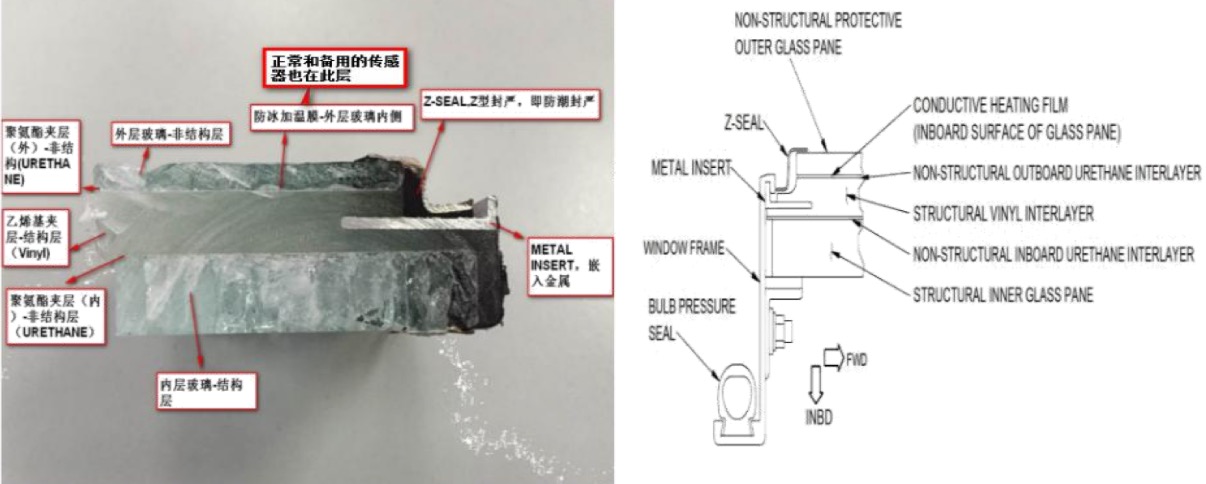 正常和备用的传感
器也在此层
防冰加温膜-外层玻璃内侧
Z-SEAL,Z型封严，即防潮封严
外层玻璃-非结构层
聚氨酯夹层
（外）-非结
构(URETHA
NE)
乙烯基夹
层-结构层
（Vinyl)
聚氨酯夹层（内
）-非结构层
（URETHANE）
内层玻璃-结构
层
METAL
INSERT，嵌
入金属
NON-STRUCTURAL PROTECTIVE
OUTER GLASS PANE
Z-SEAL
METAL INSERT
WINDOW FRAME
BULB PRESSURE
SEAL
CONDUCTIVE HEATING FILM
(INBOARD SURFACE OF GLASS PANE)
NON-STRUCTURAL OUTBOARD URETHANE INTERLAYER
STRUCTURAL VINYL INTERLAYER
NON-STRUCTURAL INBOARD URETHANE INTERLAYER
STRUCTURAL INNER GLASS PANE
FWD
INBD